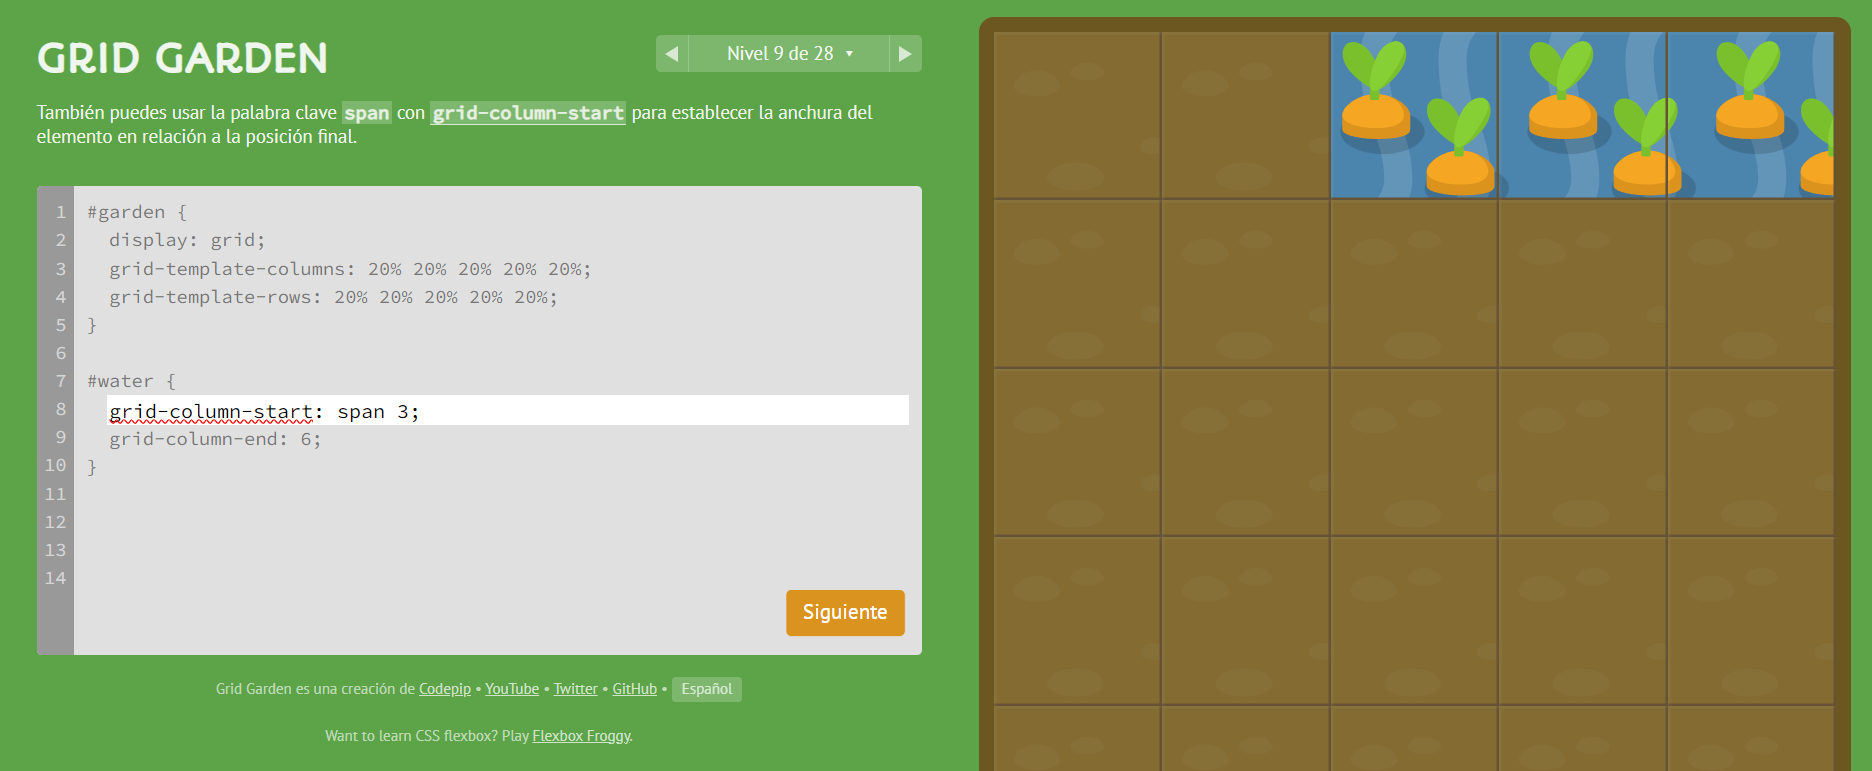 GRID GARDEN
Nivel 9 de 28
También puedes usar la palabra clave span con grid-column-start para establecer la anchura del
elemento en relación a la posición final.
1 #garden {
2 display: grid;
3 grid-template-columns: 20% 20% 20% 20% 20%;
4 grid-template-rows: 20% 20% 20% 20% 20%;
5 }
6
7 #water {
8 grid-column-start: span 3;
9 grid-column-end: 6;
10 }
11
12
13
14
Siguiente
Grid Garden es una creación de Codepip • YouTube • Twitter • GitHub • Español
Want to learn CSS flexbox? Play Flexbox Froggy.